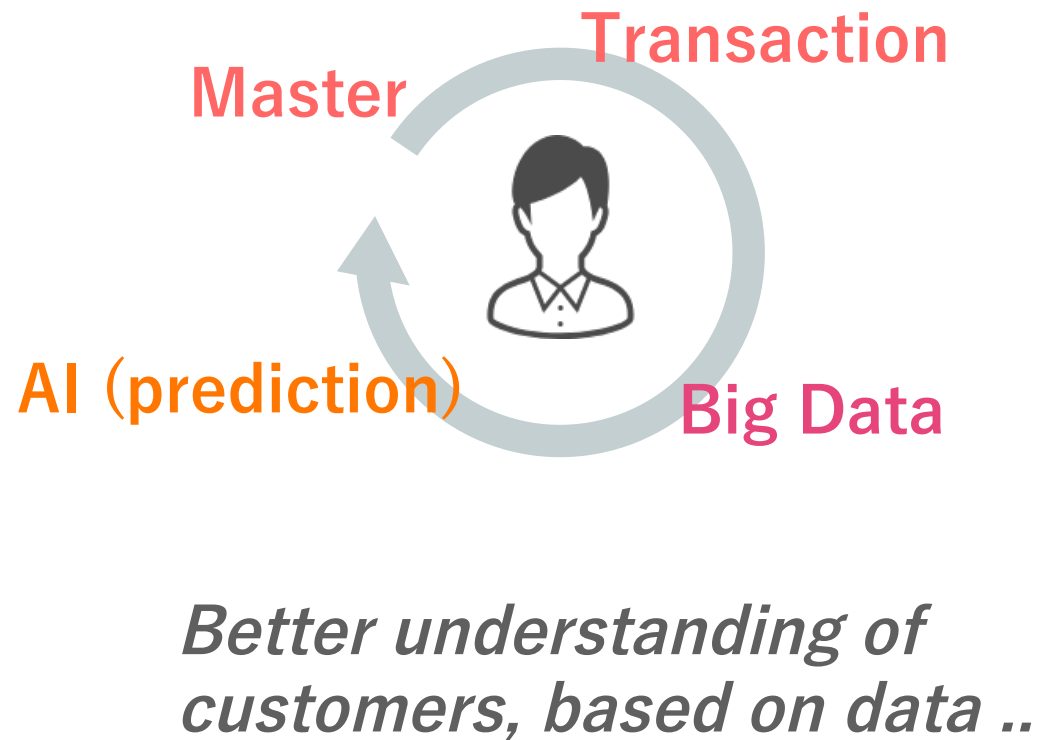 Transaction
Master
AI (prediction)
Big Data
Better understanding of
customers, based on data ..